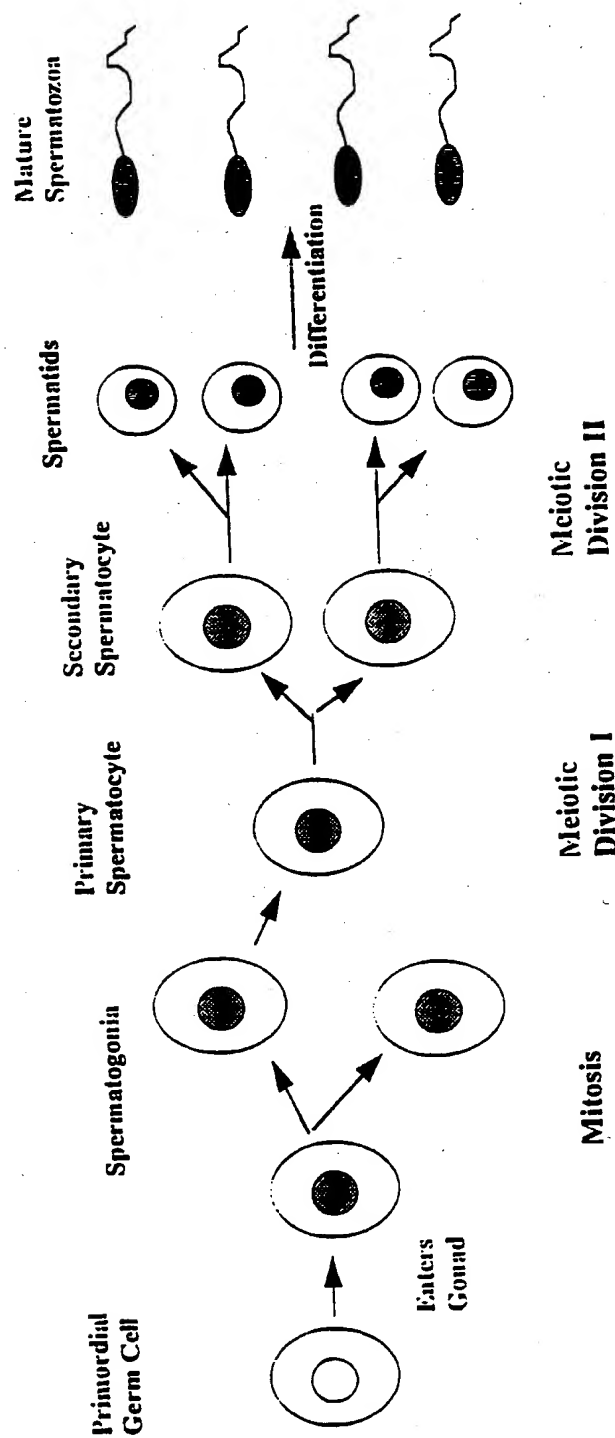 Primordial
Germ Cell
Spermatogonia
Primary
Spermatocyte
Secondary
Spermatocyte
Spermatids
Mature
Spermatozoa
Enters
Gonad
Differentiation
Mitosis
Meiotic
Division I
Meiotic
Division II